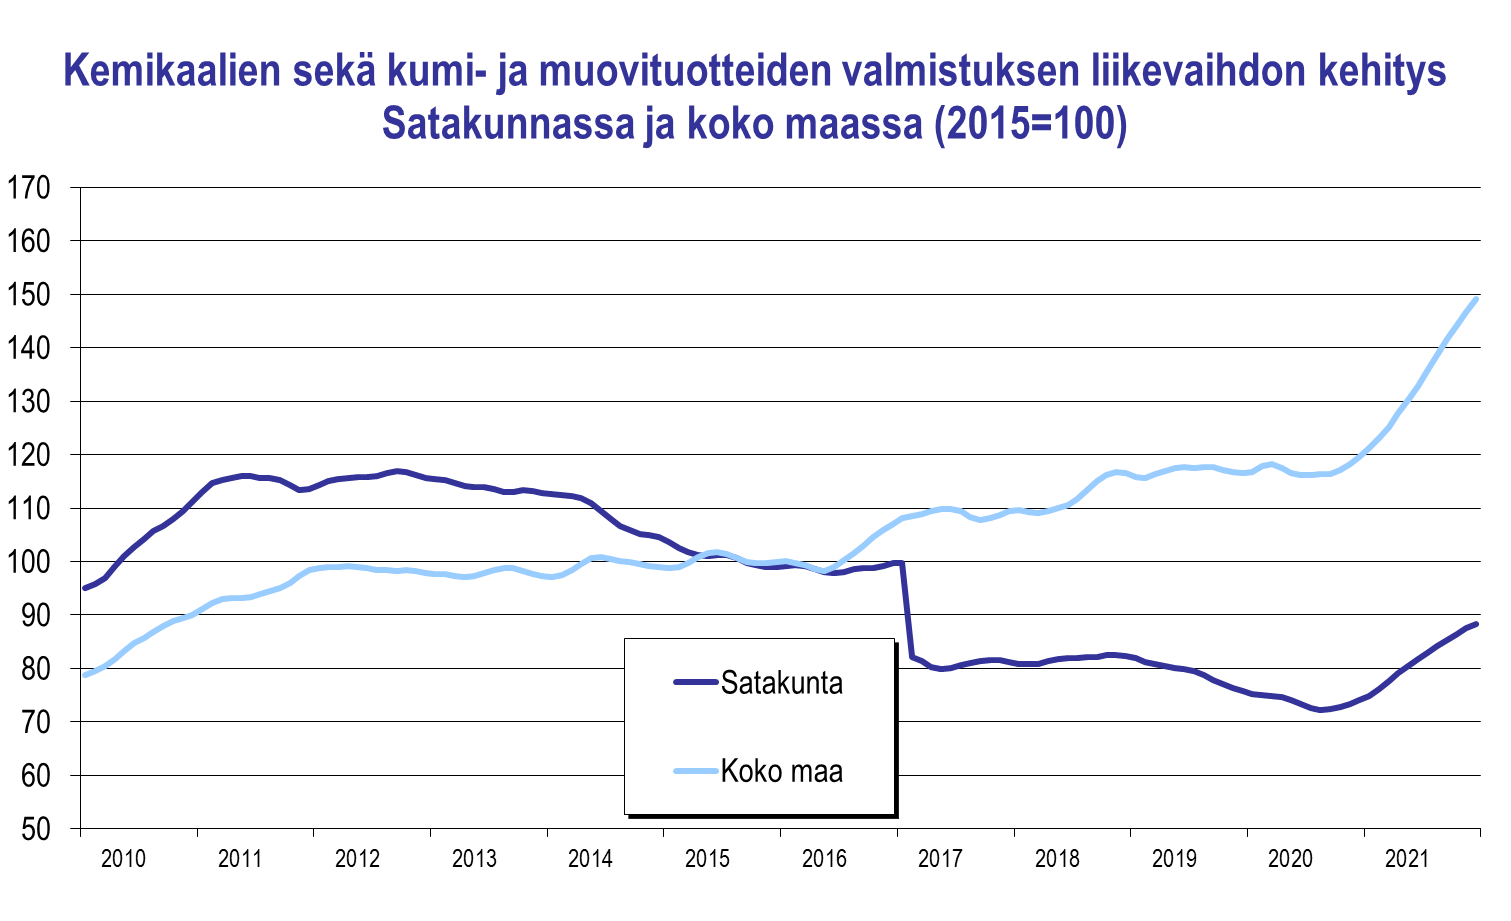 Kemikaalien sekä kumi- ja muovituotteiden valmistuksen liikevaihdon kehitys
Satakunnassa ja koko maassa (2015=100)
170
160
150
140
130
120
110
100
90
80
70
60
50
Satakunta
Koko maa
2010 2011 2012 2013 2014 2015 2016 2017 2018 2019 2020 2021